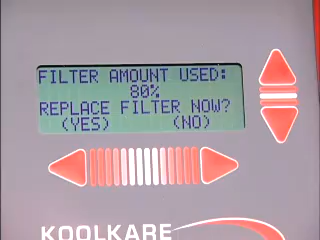 FILTER AMOUNT USED:
80%
REPLACE FILTER NOW?
(YES) (NO)
KOOLKARE